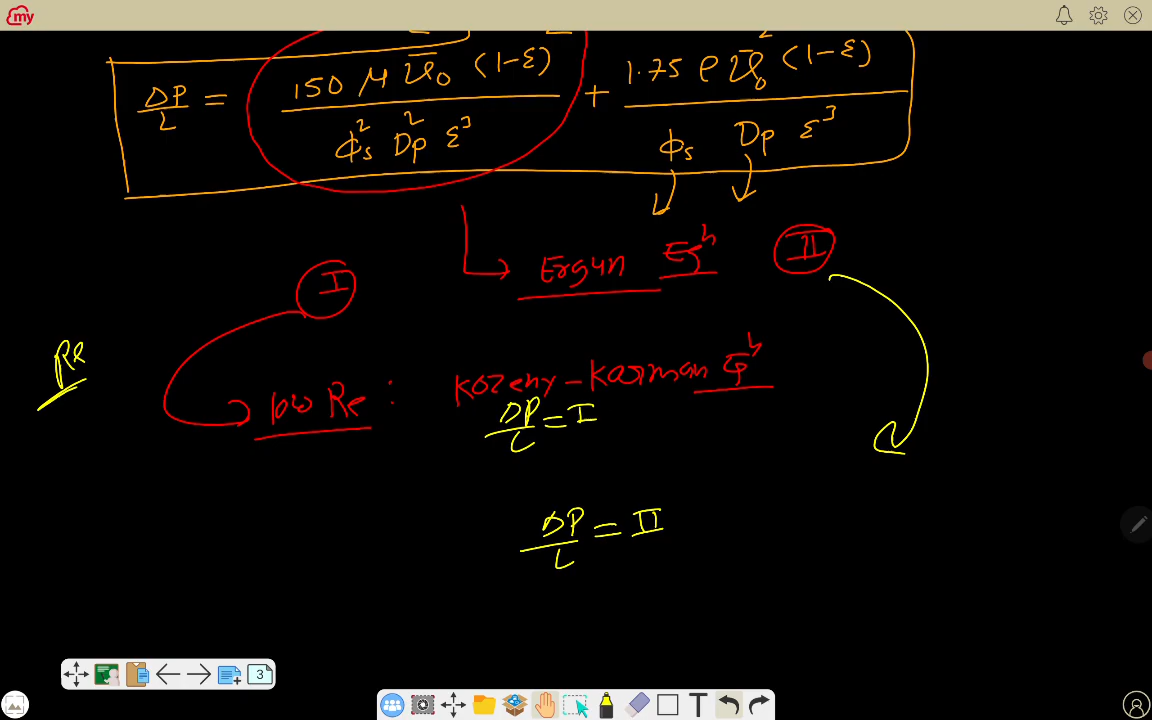 my
ΔP/L = 150 μ V̄₀ (1-ε) / Φs² Dp² ε³ + 1.75 ρ V̄₀² (1-ε) / Φs Dp ε³
Ergun Eqⁿ
I
II
Re
low Re : Kozeny-Karman Eqⁿ
ΔP/L = I
ΔP/L = II
3
T